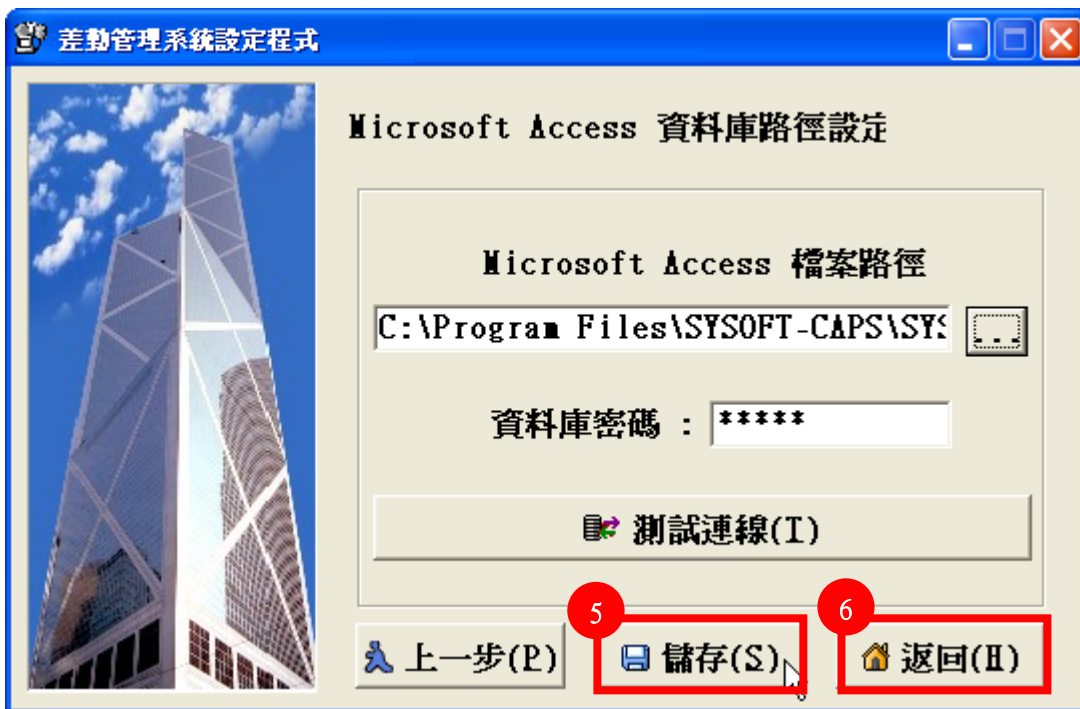 差勤管理系統設定程式
Microsoft Access 資料庫路徑設定
Microsoft Access 檔案路徑
C:\Program Files\SYSOFT-CAPS\SYS
...
資料庫密碼 : *****
測試連線(T)
5
6
上一步(P)
儲存(S)
返回(H)